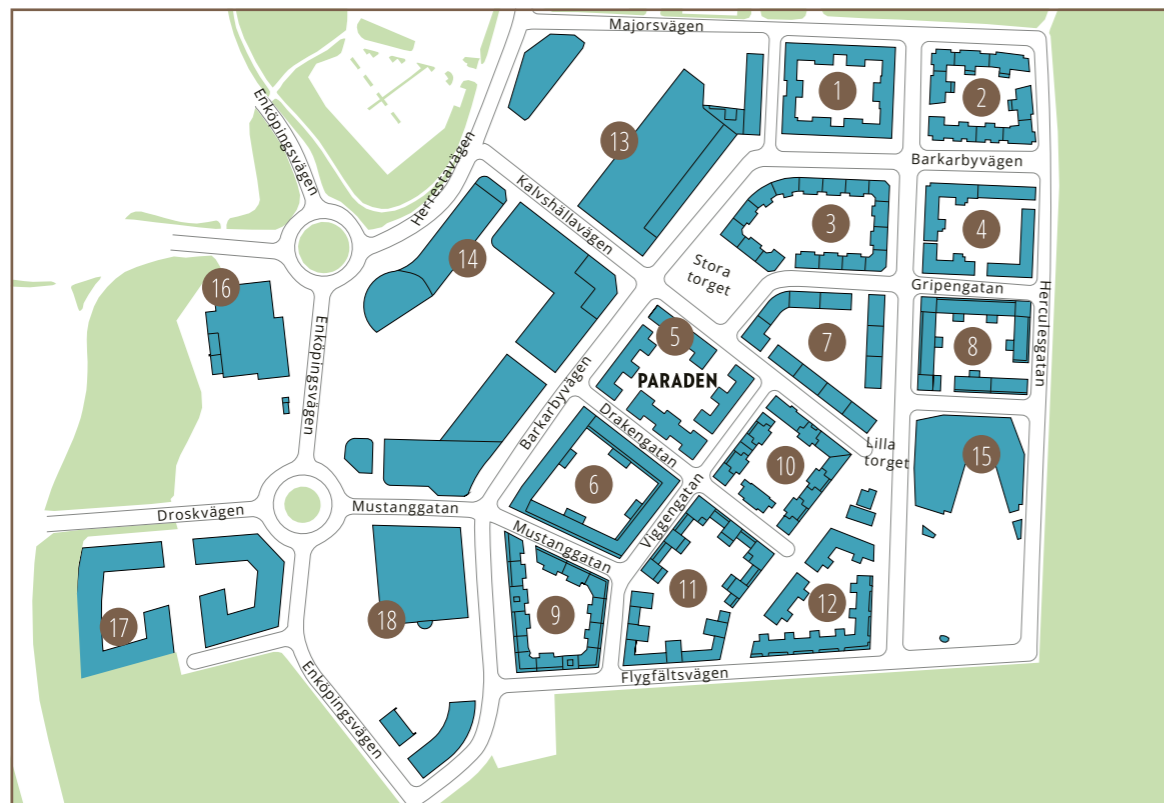 Majorsvägen
Enköpingsvägen
1
2
13
Barkarbyvägen
Herrestavägen
Kalvshällavägen
3
4
14
Stora
torget
Gripengatan
Herculesgatan
16
Enköpingsvägen
5
7
8
PARADEN
Barkarbyvägen
Drakengatan
Lilla
torget
15
10
6
Viggengatan
Droskvägen
Mustanggatan
Mustanggatan
11
12
9
17
18
Flygfältsvägen
Enköpingsvägen